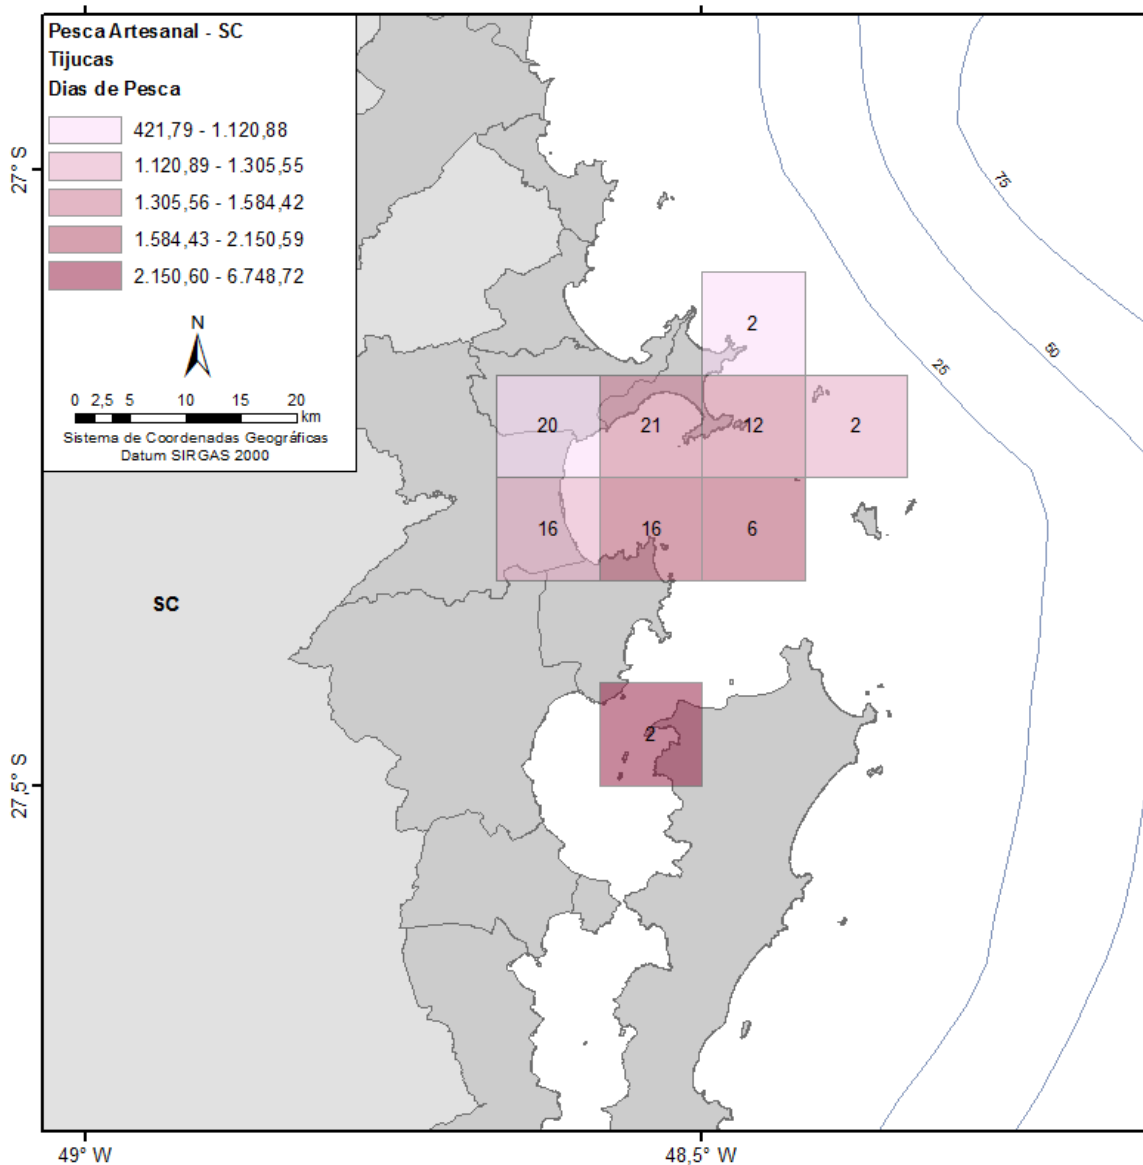 Pesca Artesanal - SC
Tijucas
Dias de Pesca
421,79 - 1.120,88
1.120,89 - 1.305,55
1.305,56 - 1.584,42
1.584,43 - 2.150,59
2.150,60 - 6.748,72
N
0 2,5 5 10 15 20
km
Sistema de Coordenadas Geográficas
Datum SIRGAS 2000
27° S
75
50
25
2
20 21 12 2
16 16 6
SC
2
27,5° S
49° W 48,5° W